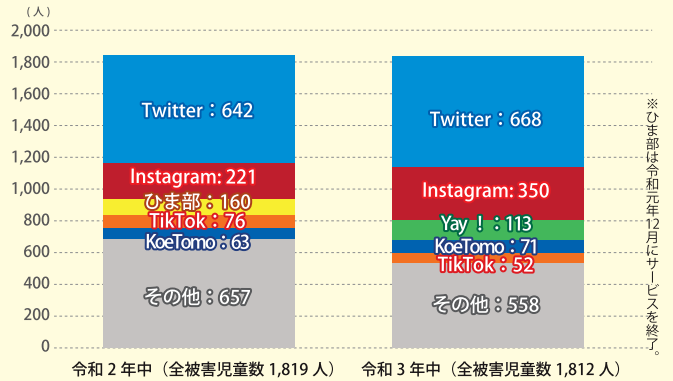 (人)
2,000
1,800
1,600
1,400
1,200
1,000
800
600
400
200
0
Twitter：642
Instagram: 221
ひま部：160
TikTok：76
KoeTomo：63
その他：657
Twitter：668
Instagram: 350
Yay！：113
KoeTomo：71
TikTok：52
その他：558
令和2年中（全被害児童数 1,819 人）
令和3年中（全被害児童数 1,812 人）
※ひま部は令和元年12月にサービスを終了。